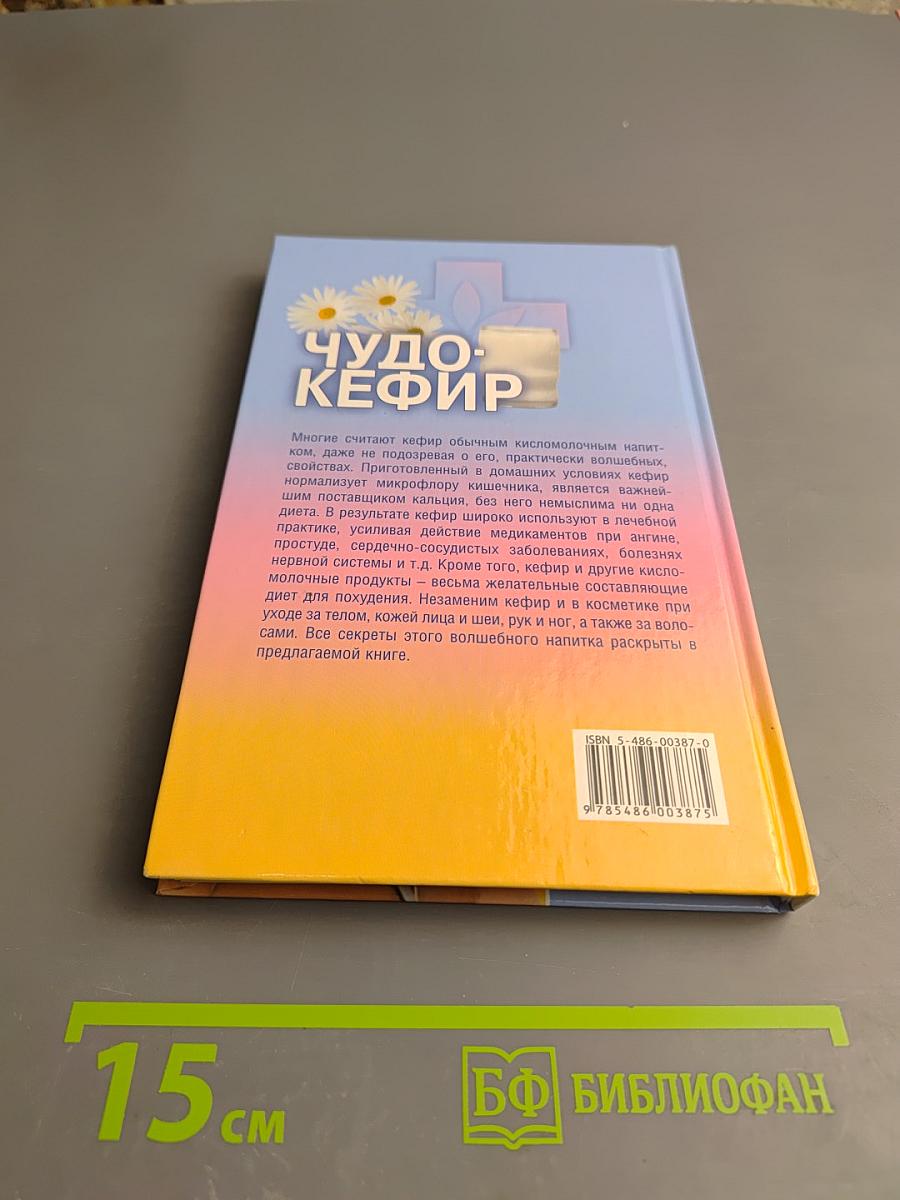 ЧУДО-
КЕФИР
Многие считают кефир обычным кисломолочным напит-
ком, даже не подозревая о его, практически волшебных,
свойствах. Приготовленный в домашних условиях кефир
нормализует микрофлору кишечника, является важней-
шим поставщиком кальция, без него немыслима ни одна
диета. В результате кефир широко используют в лечебной
практике, усиливая действие медикаментов при ангине,
простуде, сердечно-сосудистых заболеваниях, болезнях
нервной системы и т.д. Кроме того, кефир и другие кисло-
молочные продукты – весьма желательные составляющие
диет для похудения. Незаменим кефир и в косметике при
уходе за телом, кожей лица и шеи, рук и ног, а также за воло-
сами. Все секреты этого волшебного напитка раскрыты в
предлагаемой книге.
ISBN 5-486-00387-0
9 785486 003875
15 см
БФ БИБЛИОФАН